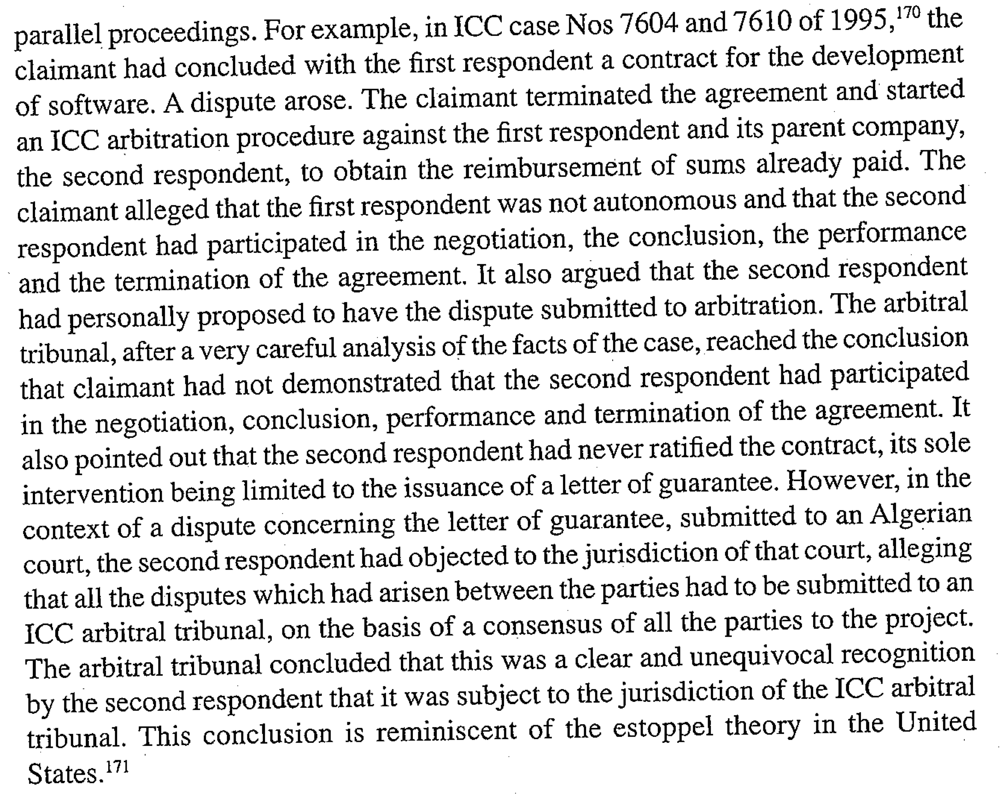 parallel proceedings. For example, in ICC case Nos 7604 and 7610 of 1995,170 the
claimant had concluded with the first respondent a contract for the development
of software. A dispute arose. The claimant terminated the agreement and started
an ICC arbitration procedure against the first respondent and its parent company,
the second respondent, to obtain the reimbursement of sums already paid. The
claimant alleged that the first respondent was not autonomous and that the second
respondent had participated in the negotiation, the conclusion, the performance
and the termination of the agreement. It also argued that the second respondent
had personally proposed to have the dispute submitted to arbitration. The arbitral
tribunal, after a very careful analysis of the facts of the case, reached the conclusion
that claimant had not demonstrated that the second respondent had participated
in the negotiation, conclusion, performance and termination of the agreement. It
also pointed out that the second respondent had never ratified the contract, its sole
intervention being limited to the issuance of a letter of guarantee. However, in the
context of a dispute concerning the letter of guarantee, submitted to an Algerian
court, the second respondent had objected to the jurisdiction of that court, alleging
that all the disputes which had arisen between the parties had to be submitted to an
ICC arbitral tribunal, on the basis of a consensus of all the parties to the project.
The arbitral tribunal concluded that this was a clear and unequivocal recognition
by the second respondent that it was subject to the jurisdiction of the ICC arbitral
tribunal. This conclusion is reminiscent of the estoppel theory in the United
States.171